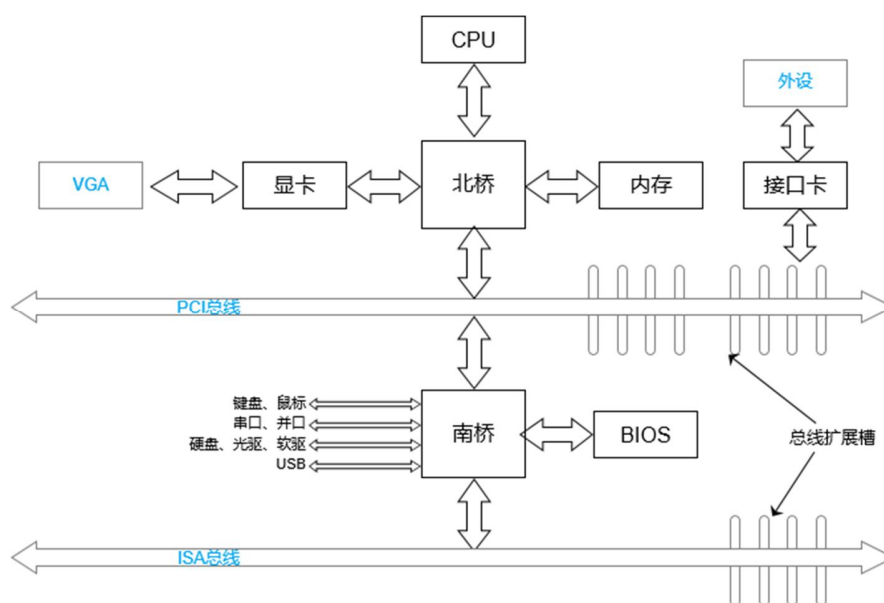 CPU
外设
VGA
显卡
北桥
内存
接口卡
PCI总线
键盘、鼠标
串口、并口
硬盘、光驱、软驱
USB
南桥
BIOS
总线扩展槽
ISA总线